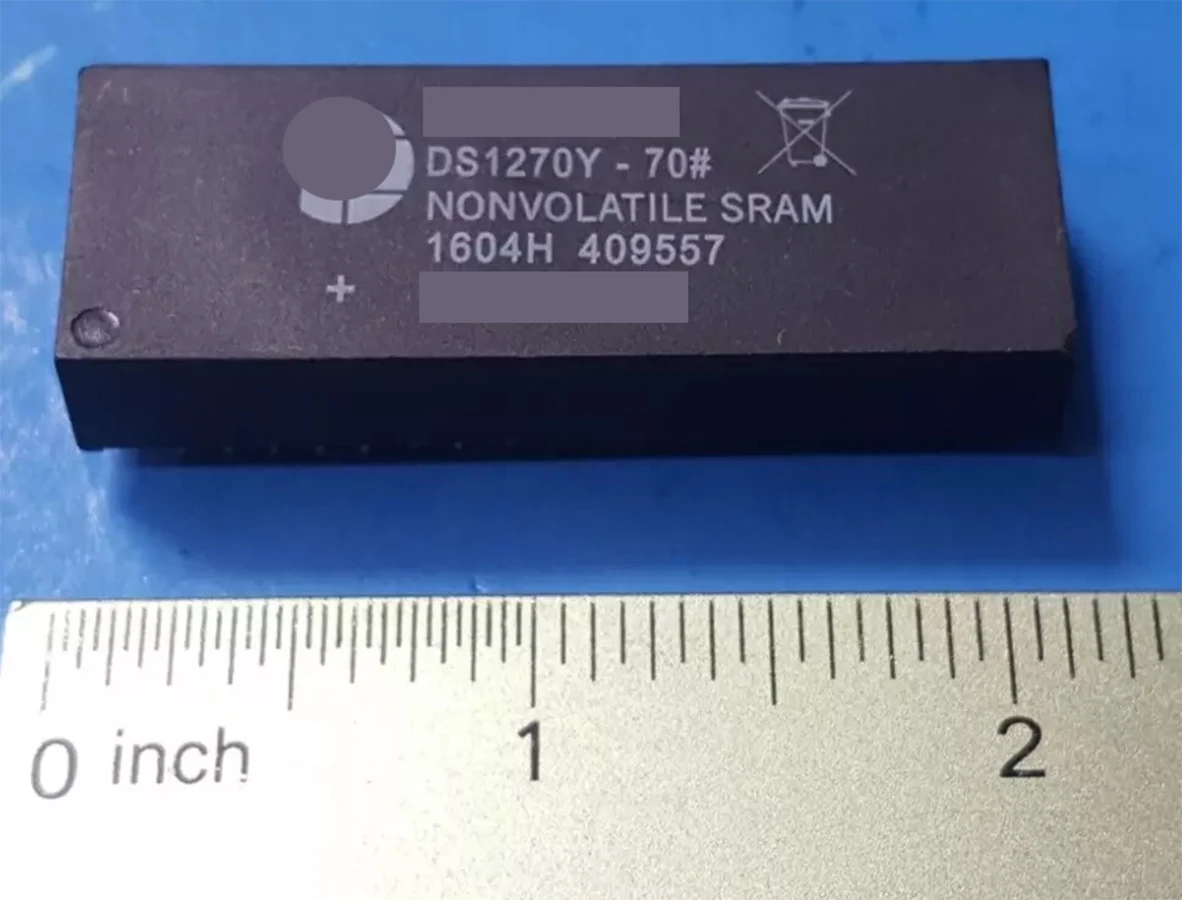 DS1270Y - 70#
NONVOLATILE SRAM
1604H 409557
+
0 inch 1 2